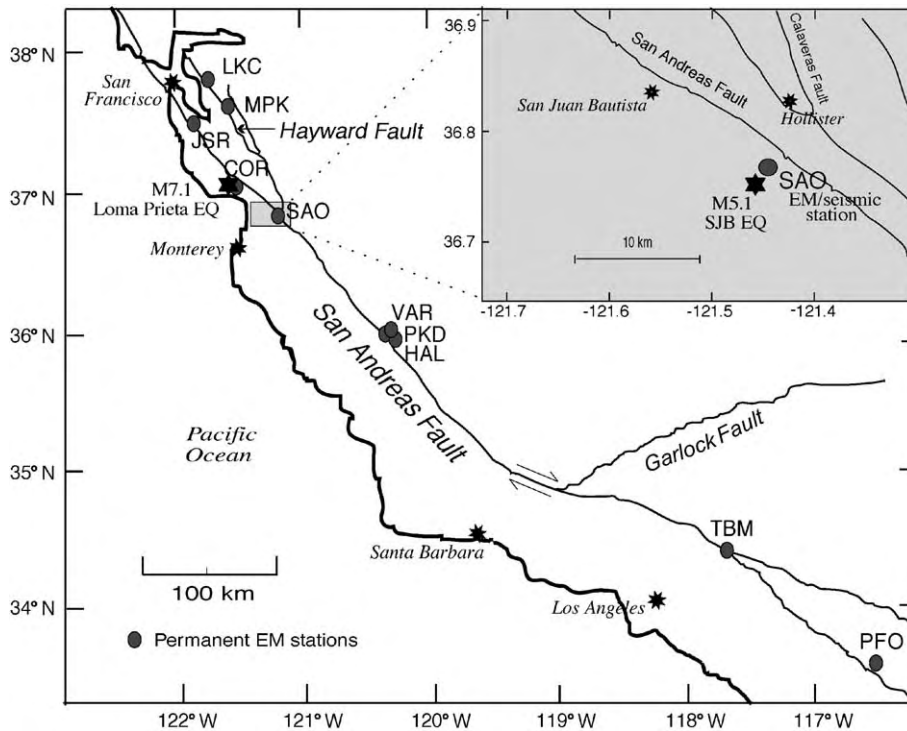 38° N
37° N
36° N
35° N
34° N
122° W
121° W
120° W
119° W
118° W
117° W
San
Francisco
LKC
MPK
Hayward Fault
JSR
COR
M7.1
Loma Prieta EQ
SAO
Monterey
VAR
PKD
HAL
San Andreas Fault
Pacific
Ocean
Garlock Fault
Santa Barbara
TBM
Los Angeles
PFO
100 km
Permanent EM stations
36.9
36.8
36.7
-121.7
-121.6
-121.5
-121.4
San Andreas Fault
Calaveras Fault
San Juan Bautista
Hollister
SAO
EM/seismic
station
M5.1
SJB EQ
10 km